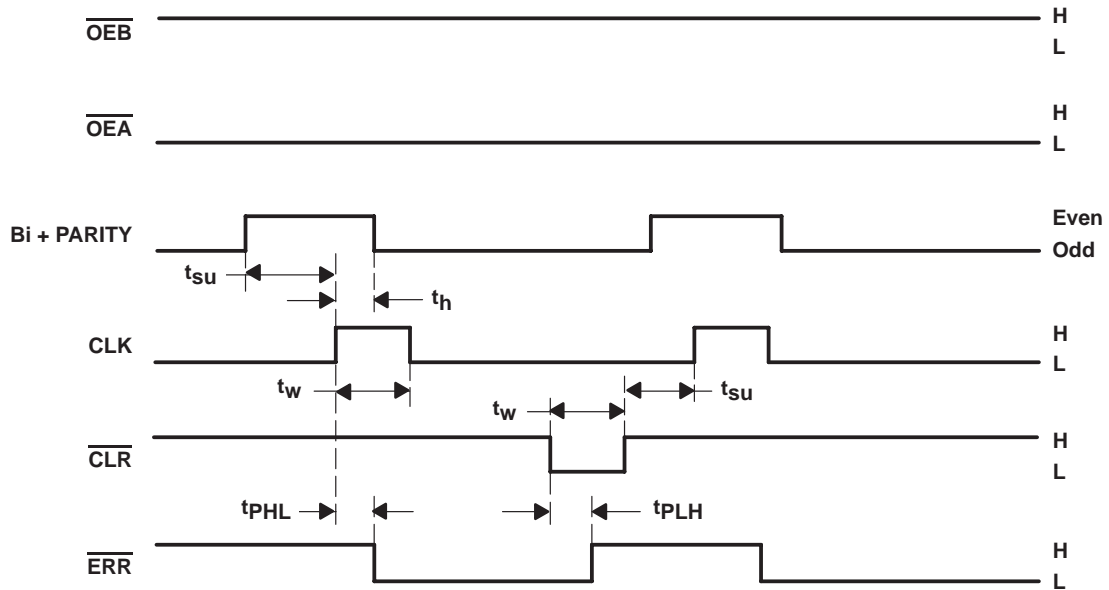 OEB
H
L
OEA
H
L
Bi + PARITY
Even
Odd
tsu
th
CLK
H
L
tw
tw
tsu
CLR
H
L
tPHL
tPLH
ERR
H
L